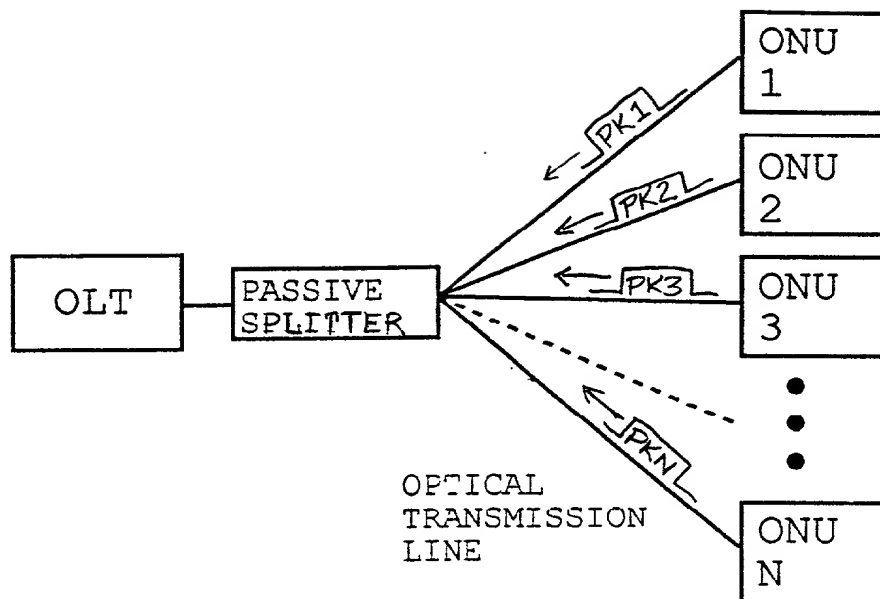 ONU
1
PK1
ONU
2
PK2
OLT
PASSIVE
SPLITTER
PK3
ONU
3
PKN
OPTICAL
TRANSMISSION
LINE
ONU
N